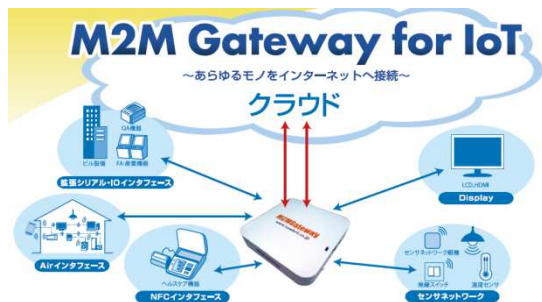 M2M Gateway for IoT
～あらゆるモノをインターネットへ接続～
クラウド
OA機器
ビル設備
FA・産業機器
拡張シリアル・IOインタフェース
LCD,HDMI
Display
M2MGateway
Airインタフェース
ヘルスケア機器
NFCインタフェース
センサネットワーク親機
無線スイッチ
温度センサ
センサネットワーク